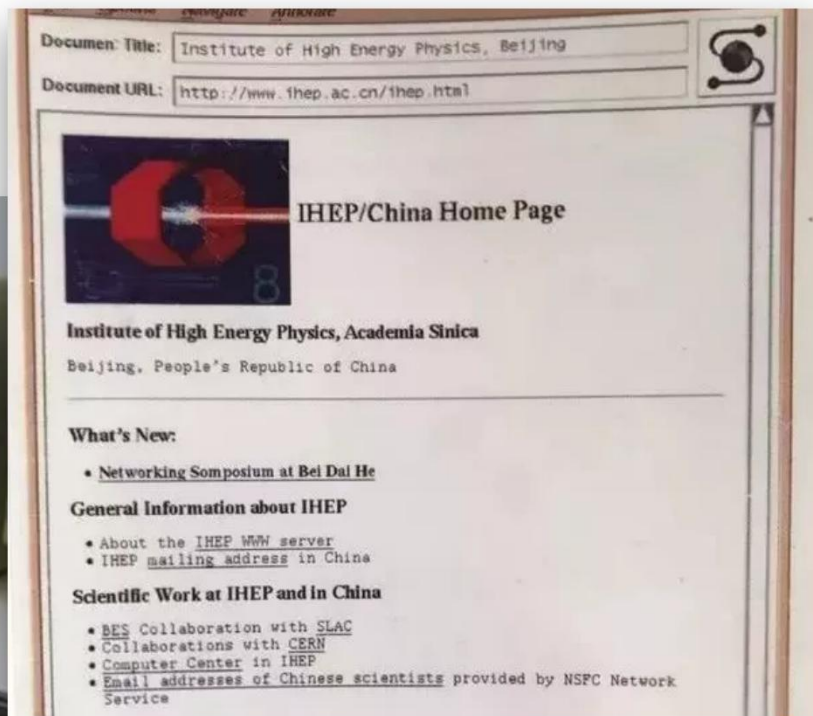 Navigate Annotate
Documen Title: Institute of High Energy Physics, Beijing
Document URL: http://www.ihep.ac.cn/ihep.html
IHEP/China Home Page
8
Institute of High Energy Physics, Academia Sinica
Beijing, People's Republic of China
What's New:
• Networking Somposium at Bei Dai He
General Information about IHEP
• About the IHEP WWW server
• IHEP mailing address in China
Scientific Work at IHEP and in China
• BES Collaboration with SLAC
• Collaborations with CERN
• Computer Center in IHEP
• Email addresses of Chinese scientists provided by NSFC Network
Service